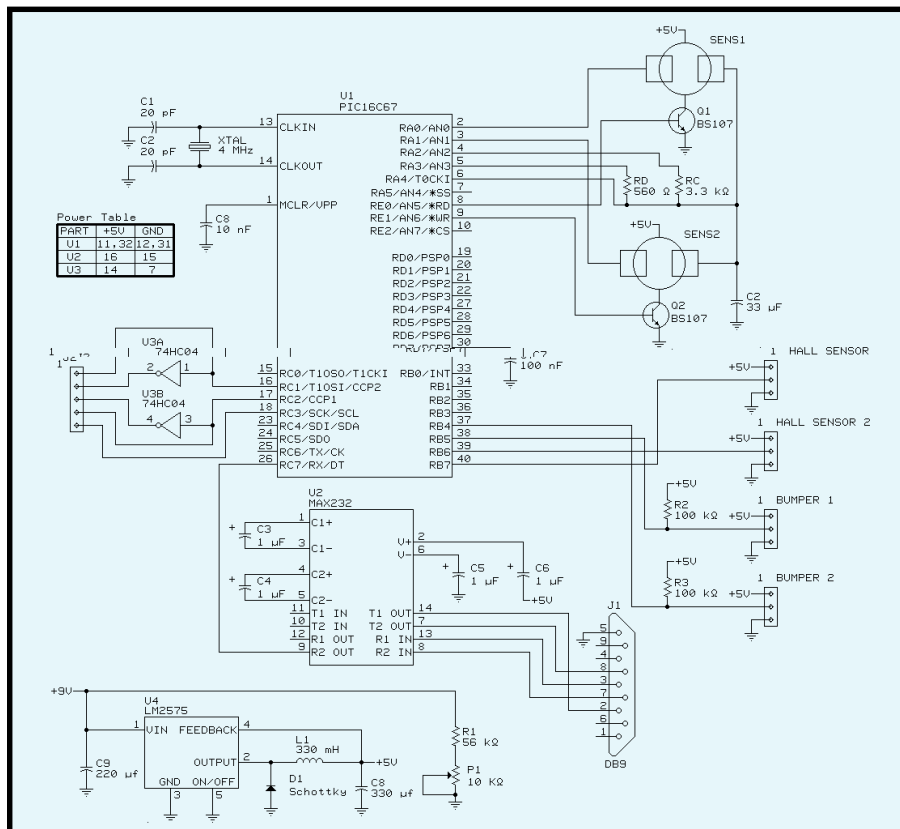 +5V
SENS1
U1
PIC16C67
C1
20 pF
C2
20 pF
XTAL
4 MHz
13 CLKIN
14 CLKOUT
1 MCLR/VPP
C8
10 nF
RA0/AN0 2
RA1/AN1 3
RA2/AN2 4
RA3/AN3 5
RA4/T0CKI 6
RA5/AN4/*SS 7
RE0/AN5/*RD 8
RE1/AN6/*WR 9
RE2/AN7/*CS 10
RD0/PSP0 19
RD1/PSP1 20
RD2/PSP2 21
RD3/PSP3 22
RD4/PSP4 27
RD5/PSP5 28
RD6/PSP6 29
30
Q1
BS107
RD
560 Ω
RC
3.3 kΩ
+5V
SENS2
Q2
BS107
C2
33 µF
Power Table
PART +5V GND
U1 11,32 12,31
U2 16 15
U3 14 7
U3A
74HC04
2 1
U3B
74HC04
4 3
1
C7
100 nF
15 RC0/T1OSO/T1CKI
16 RC1/T1OSI/CCP2
17 RC2/CCP1
18 RC3/SCK/SCL
23 RC4/SDI/SDA
24 RC5/SDO
25 RC6/TX/CK
26 RC7/RX/DT
RB0/INT 33
RB1 34
RB2 35
RB3 36
RB4 37
RB5 38
RB6 39
RB7 40
1 HALL SENSOR
+5V
1 HALL SENSOR 2
+5V
+5V
R2
100 kΩ
1 BUMPER 1
+5V
+5V
R3
100 kΩ
1 BUMPER 2
+5V
U2
MAX232
1 C1+
3 C1-
4 C2+
5 C2-
11 T1 IN
10 T2 IN
12 R1 OUT
9 R2 OUT
V+ 2
V- 6
T1 OUT 14
T2 OUT 7
R1 IN 13
R2 IN 8
+ C3
1 µF
+ C4
1 µF
+ C5
1 µF
+ C6
1 µF
+5V
J1
5
9
4
8
3
7
2
6
1
DB9
+9V
U4
LM2575
1 VIN
FEEDBACK 4
OUTPUT 2
GND
3
ON/OFF
5
C9
220 µf
L1
330 mH
+5V
D1
Schottky
C8
330 µf
R1
56 kΩ
P1
10 KΩ